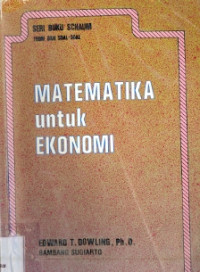 SERI BUKU SCHAUM
TEORI DAN SOAL-SOAL
MATEMATIKA
untuk
EKONOMI
EDWARD T. DOWLING, Ph.D.
BAMBANG SUGIARTO